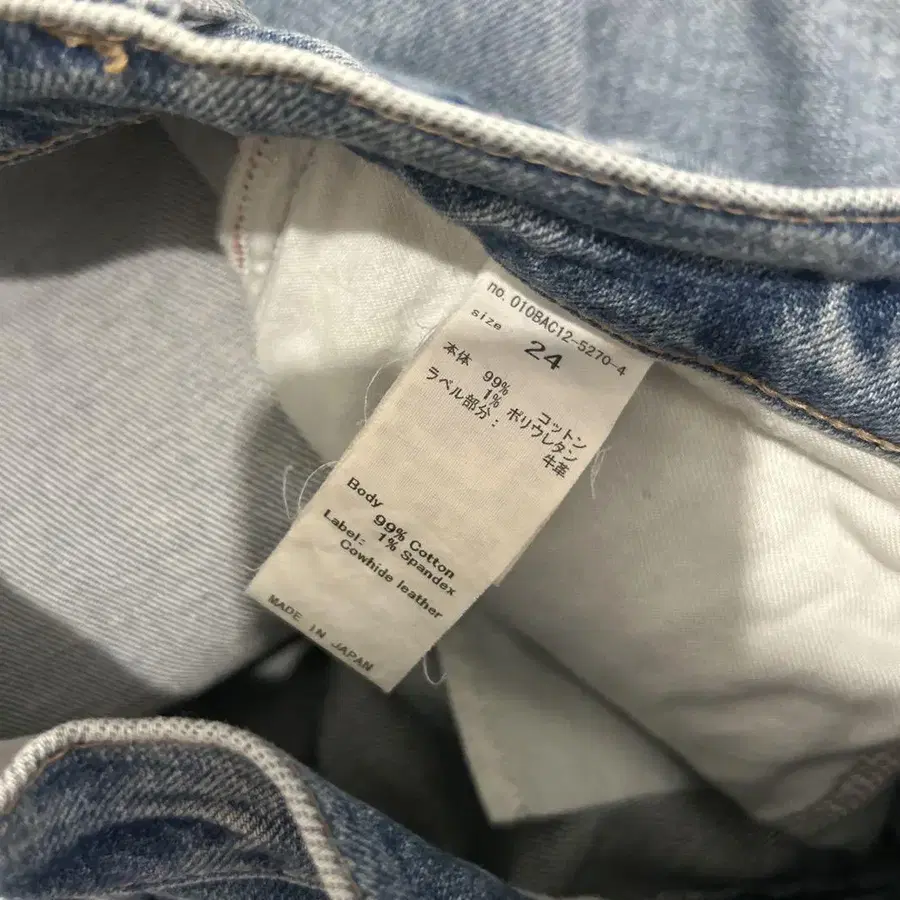 no. 010BAC12-5270-4
size 24
本体 99% コットン
1% ポリウレタン
ラベル部分: 牛革
Body
99% Cotton
1% Spandex
Label:
Cowhide leather
MADE iN JAPAN